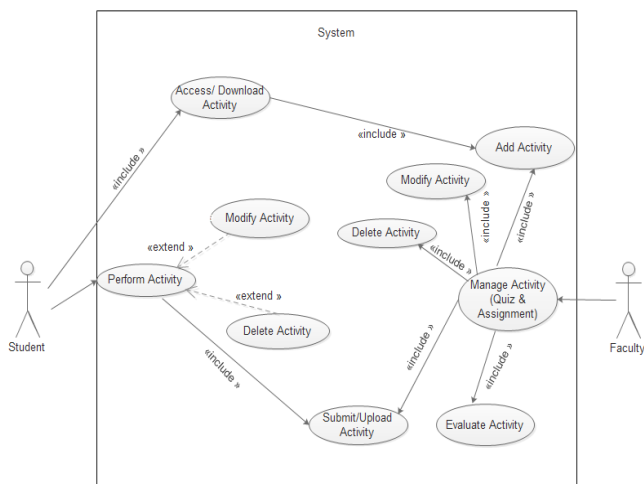 System
Access/ Download
Activity
«include »
Add Activity
Modify Activity
«include »
«include »
«include »
Modify Activity
Delete Activity
«extend »
«include »
Perform Activity
Manage Activity
(Quiz &
Assignment)
«extend »
Delete Activity
Student
Faculty
«include »
«include »
«include »
Submit/Upload
Activity
Evaluate Activity